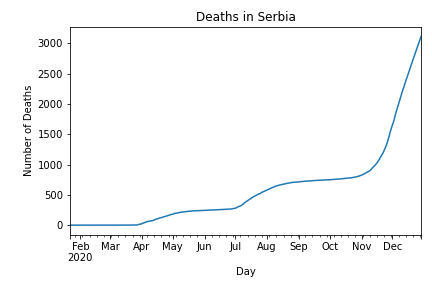 Deaths in Serbia
Number of Deaths
3000
2500
2000
1500
1000
500
0
Feb Mar Apr May Jun Jul Aug Sep Oct Nov Dec
2020
Day